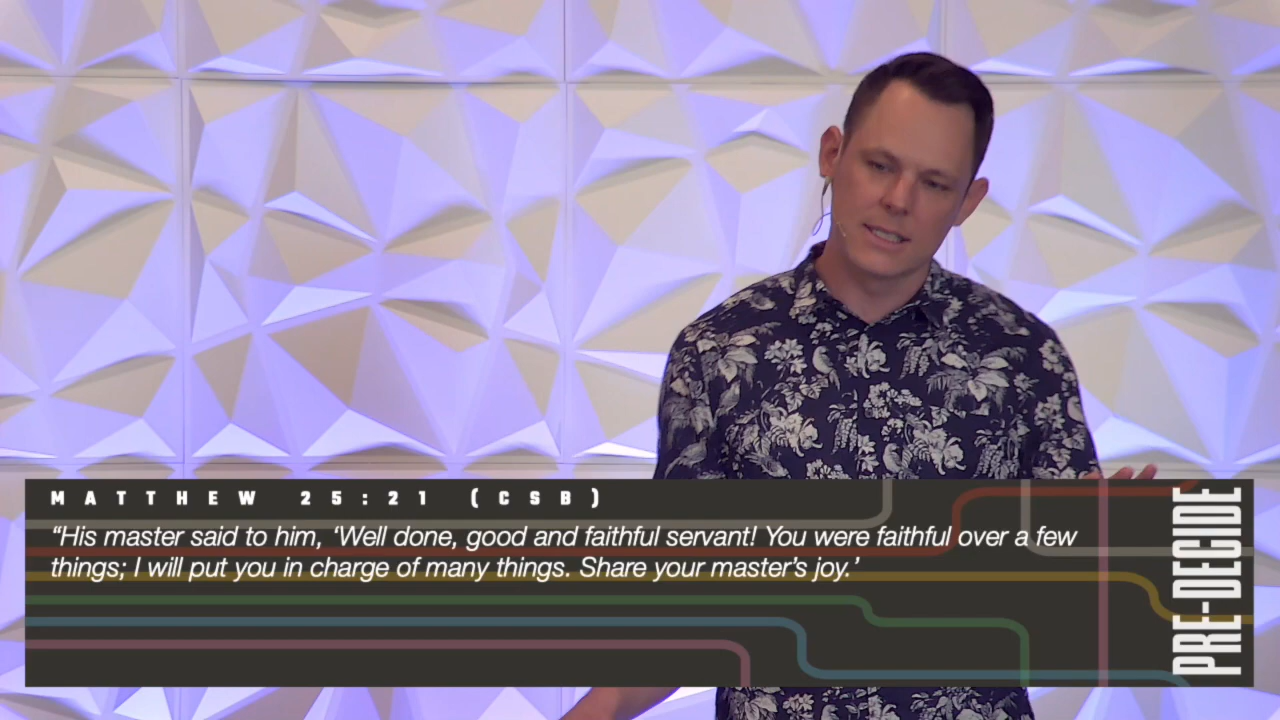 MATTHEW 25:21 (CSB)
“His master said to him, ‘Well done, good and faithful servant! You were faithful over a few
things; I will put you in charge of many things. Share your master’s joy.’
PRE-DECIDE